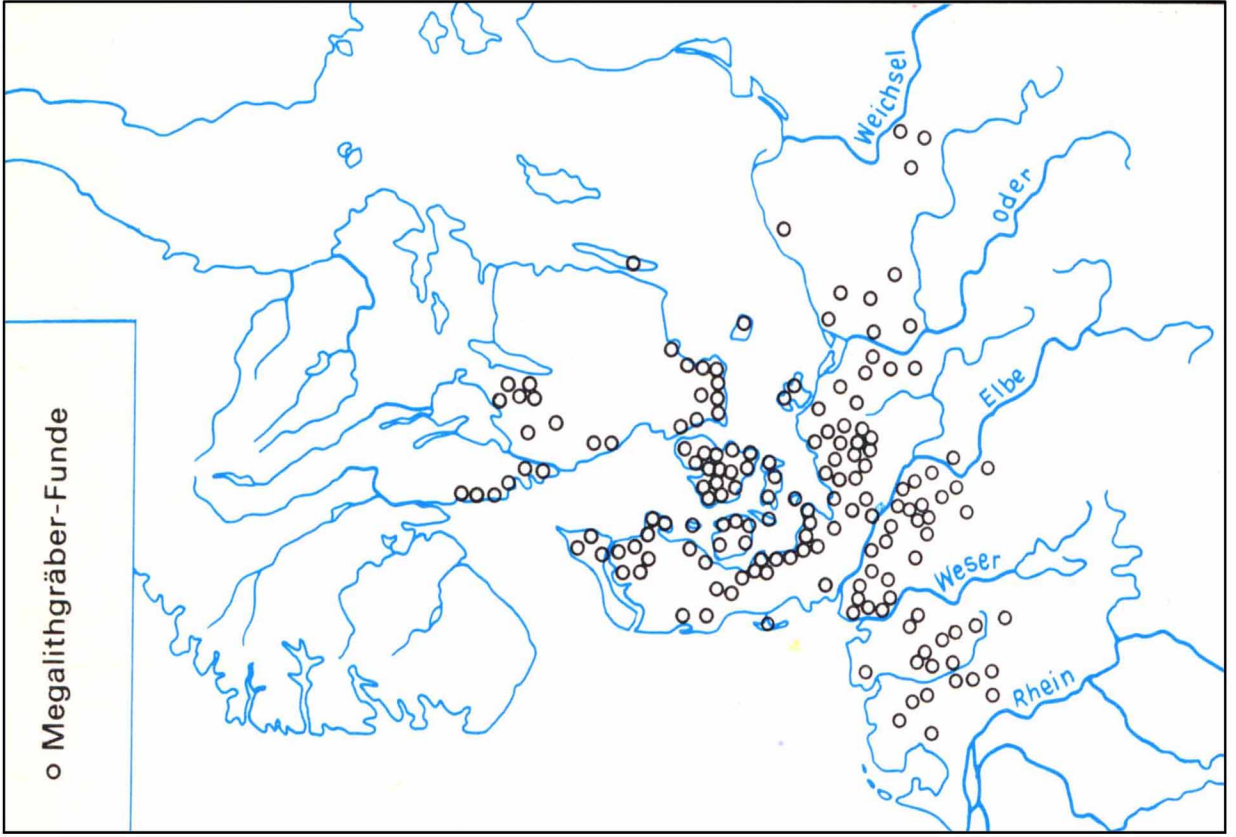 o Megalithgräber-Funde
Weichsel
Oder
Elbe
Weser
Rhein